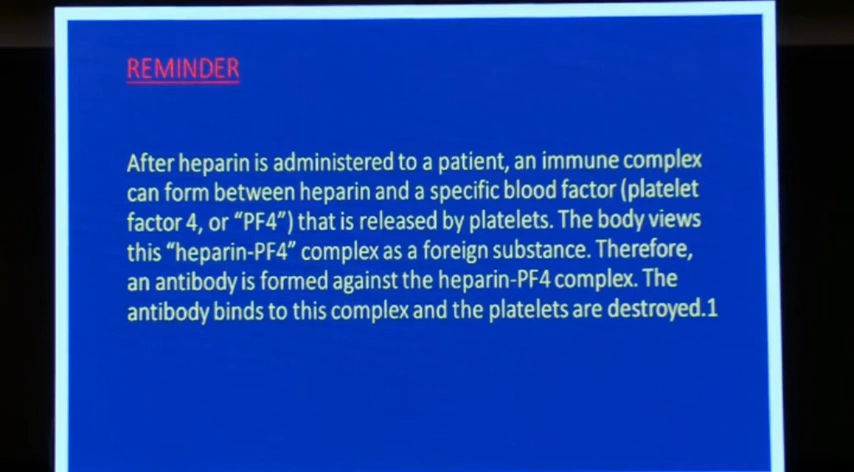 REMINDER
After heparin is administered to a patient, an immune complex
can form between heparin and a specific blood factor (platelet
factor 4, or “PF4”) that is released by platelets. The body views
this “heparin-PF4” complex as a foreign substance. Therefore,
an antibody is formed against the heparin-PF4 complex. The
antibody binds to this complex and the platelets are destroyed.1